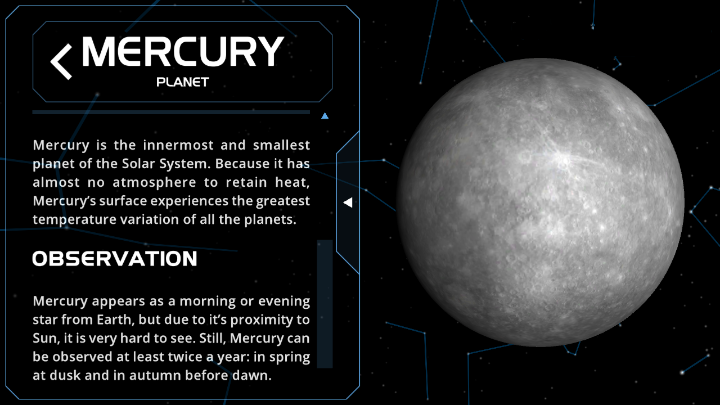 MERCURY
PLANET
Mercury is the innermost and smallest
planet of the Solar System. Because it has
almost no atmosphere to retain heat,
Mercury's surface experiences the greatest
temperature variation of all the planets.
OBSERVATION
Mercury appears as a morning or evening
star from Earth, but due to it's proximity to
Sun, it is very hard to see. Still, Mercury can
be observed at least twice a year: in spring
at dusk and in autumn before dawn.